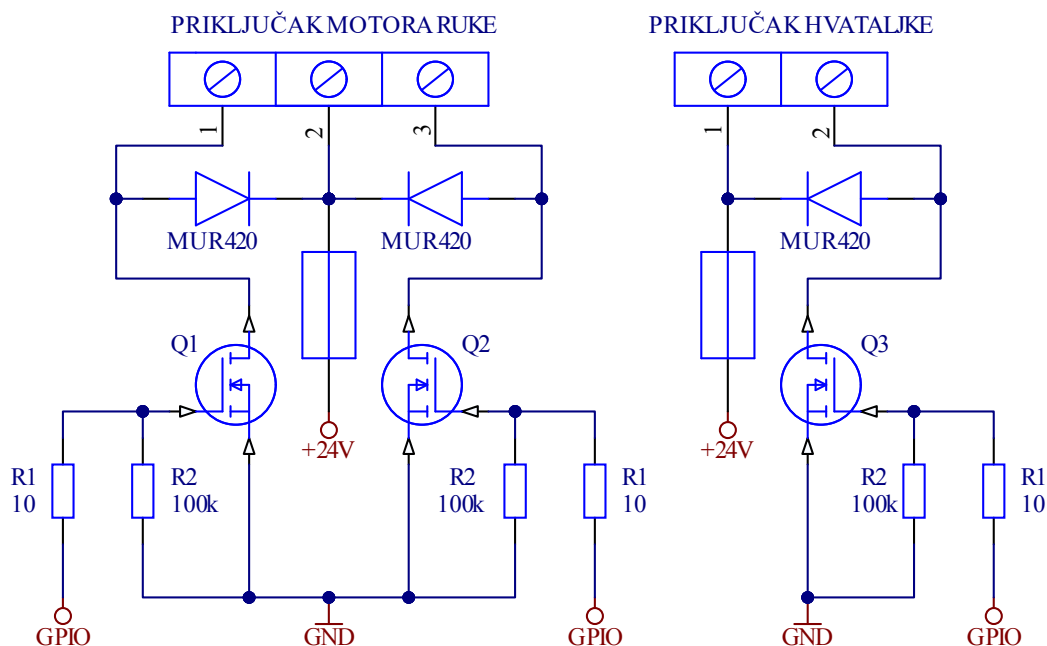 PRIKLJUČAK MOTORA RUKE
PRIKLJUČAK HVATALJKE
1
2
3
1
2
MUR420
MUR420
MUR420
Q1
Q2
Q3
+24V
+24V
R1
10
R2
100k
R2
100k
R1
10
R2
100k
R1
10
GPIO
GND
GPIO
GND
GPIO